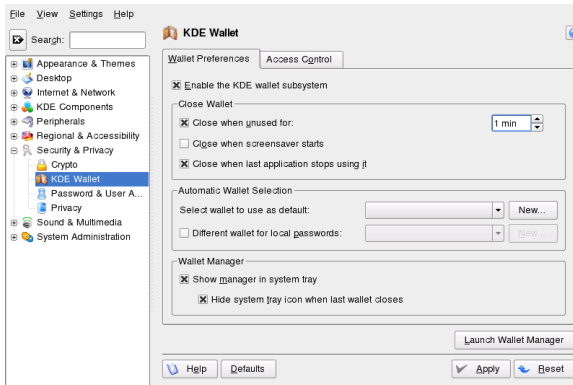 File View Settings Help
Search:
Appearance & Themes
Desktop
Internet & Network
KDE Components
Peripherals
Regional & Accessibility
Security & Privacy
Crypto
KDE Wallet
Password & User A...
Privacy
Sound & Multimedia
System Administration
KDE Wallet
Wallet Preferences Access Control
Enable the KDE wallet subsystem
Close Wallet
Close when unused for: 1 min
Close when screensaver starts
Close when last application stops using it
Automatic Wallet Selection
Select wallet to use as default: New...
Different wallet for local passwords: New...
Wallet Manager
Show manager in system tray
Hide system tray icon when last wallet closes
Launch Wallet Manager
Help Defaults Apply Reset